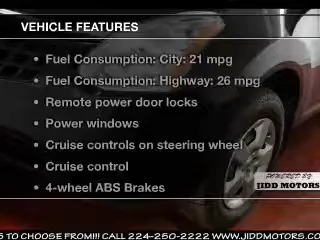 VEHICLE FEATURES
• Fuel Consumption: City: 21 mpg
• Fuel Consumption: Highway: 26 mpg
• Remote power door locks
• Power windows
• Cruise controls on steering wheel
• Cruise control
• 4-wheel ABS Brakes
POWERED BY
JIDD MOTORS
S TO CHOOSE FROM!!! CALL 224-250-2222 WWW.JIDDMOTORS.CO